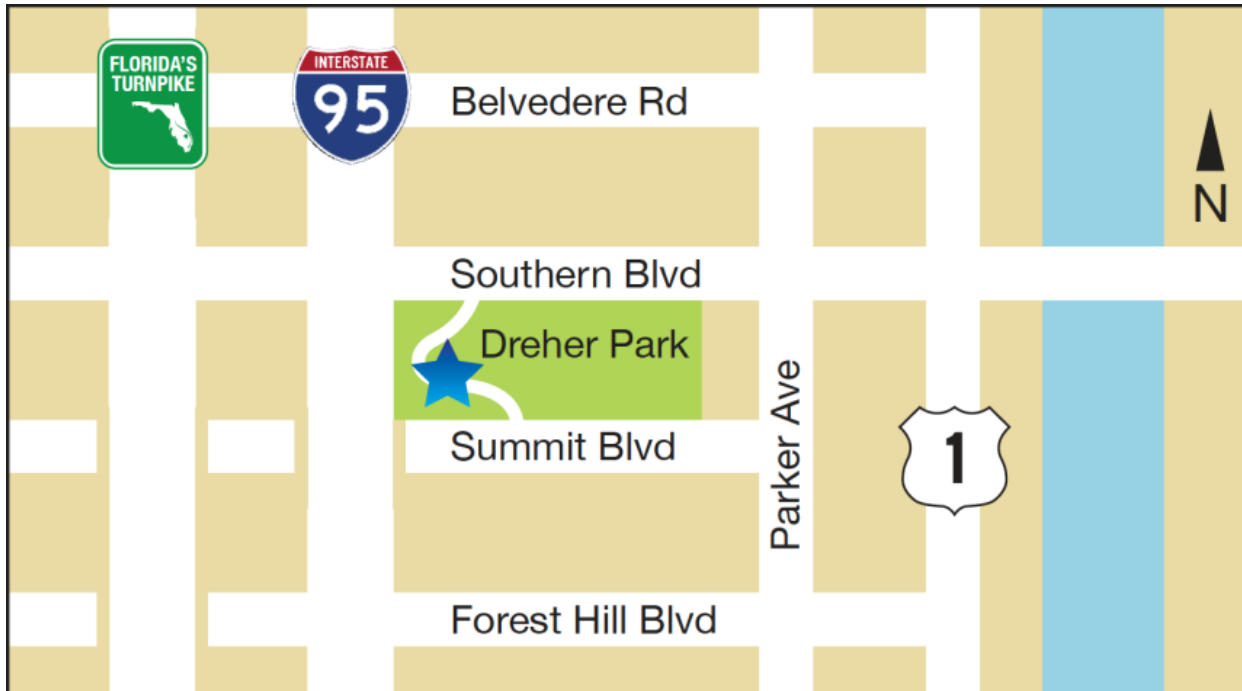 FLORIDA'S
TURNPIKE
INTERSTATE
95
Belvedere Rd
N
Southern Blvd
Dreher Park
Parker Ave
Summit Blvd
1
Forest Hill Blvd